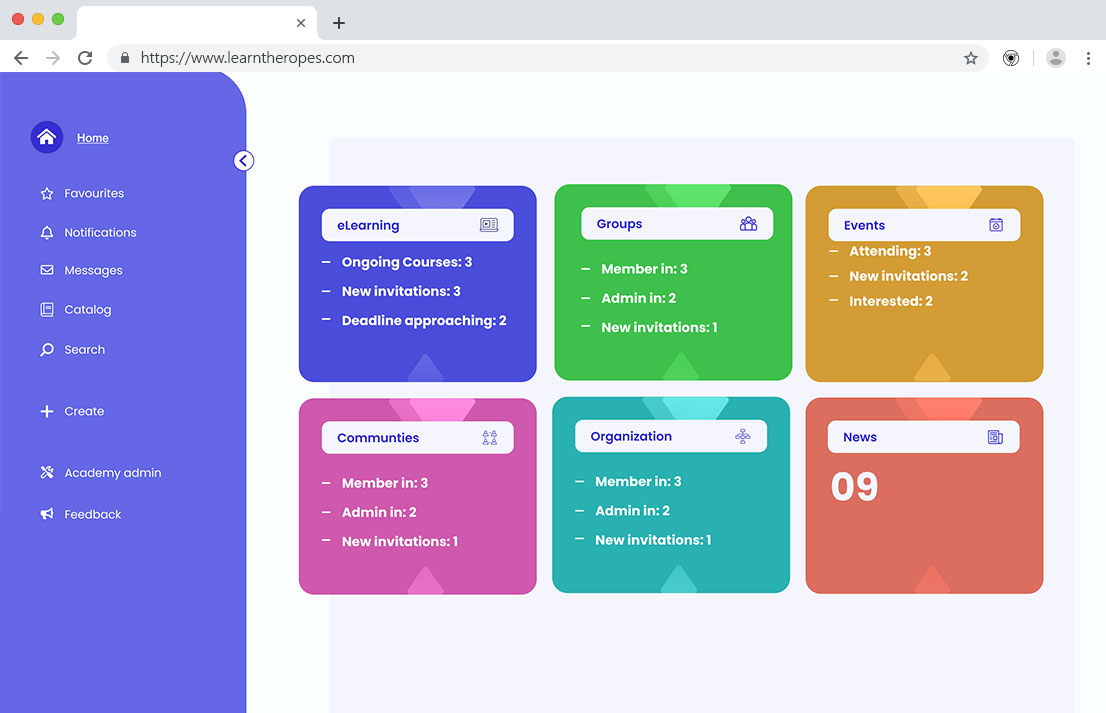 https://www.learntheropes.com
Home
Favourites
Notifications
Messages
Catalog
Search
Create
Academy admin
Feedback
eLearning
Ongoing Courses: 3
New invitations: 3
Deadline approaching: 2
Groups
Member in: 3
Admin in: 2
New invitations: 1
Events
Attending: 3
New invitations: 2
Interested: 2
Communties
Member in: 3
Admin in: 2
New invitations: 1
Organization
Member in: 3
Admin in: 2
New invitations: 1
News
09